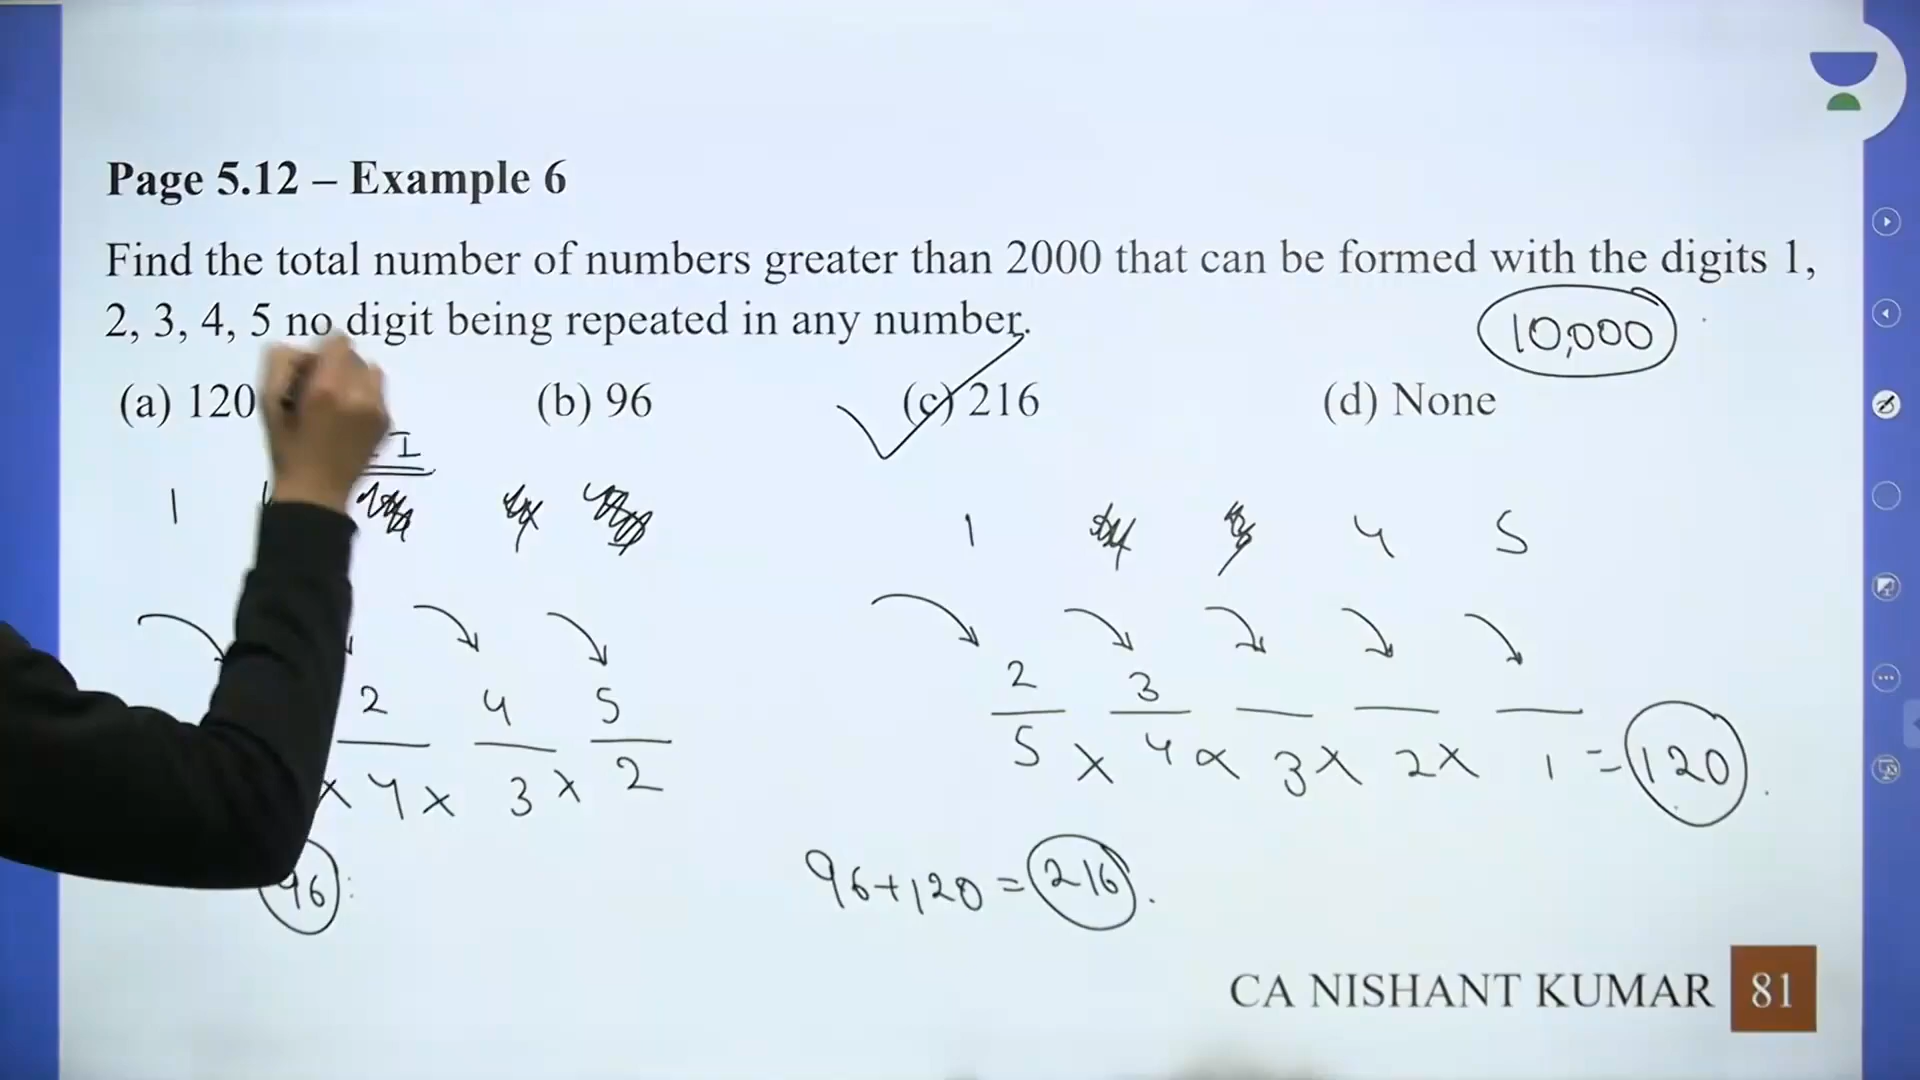 Page 5.12 – Example 6
Find the total number of numbers greater than 2000 that can be formed with the digits 1,
2, 3, 4, 5 no digit being repeated in any number.
10,000
(a) 120 (b) 96 (c) 216 (d) None
I
1
1 4 5
2 4 5
x 4 x 3 x 2
2 3
5 x 4 x 3 x 2 x 1 = 120
96
96+120 = 216.
CA NISHANT KUMAR 81